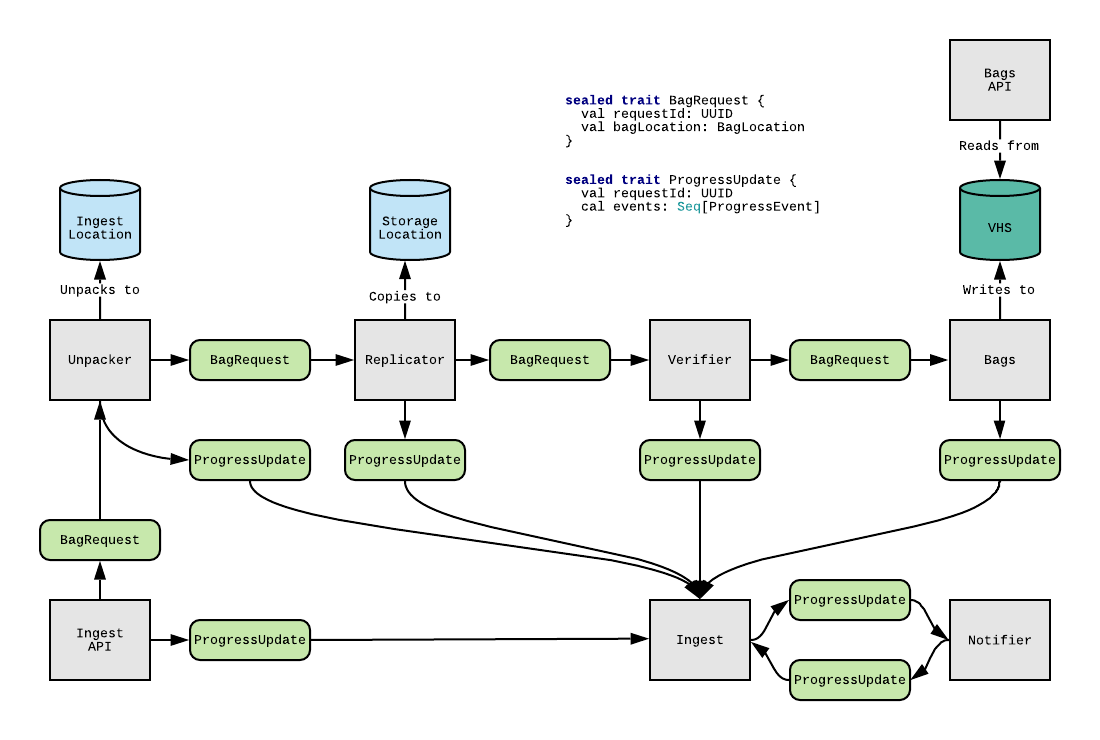 Bags
API
sealed trait BagRequest {
  val requestId: UUID
  val bagLocation: BagLocation
}
Reads from
sealed trait ProgressUpdate {
  val requestId: UUID
  cal events: Seq[ProgressEvent]
}
Ingest
Location
Storage
Location
VHS
Unpacks to
Copies to
Writes to
Unpacker
BagRequest
Replicator
BagRequest
Verifier
BagRequest
Bags
ProgressUpdate
ProgressUpdate
ProgressUpdate
ProgressUpdate
BagRequest
Ingest
API
ProgressUpdate
Ingest
ProgressUpdate
Notifier
ProgressUpdate